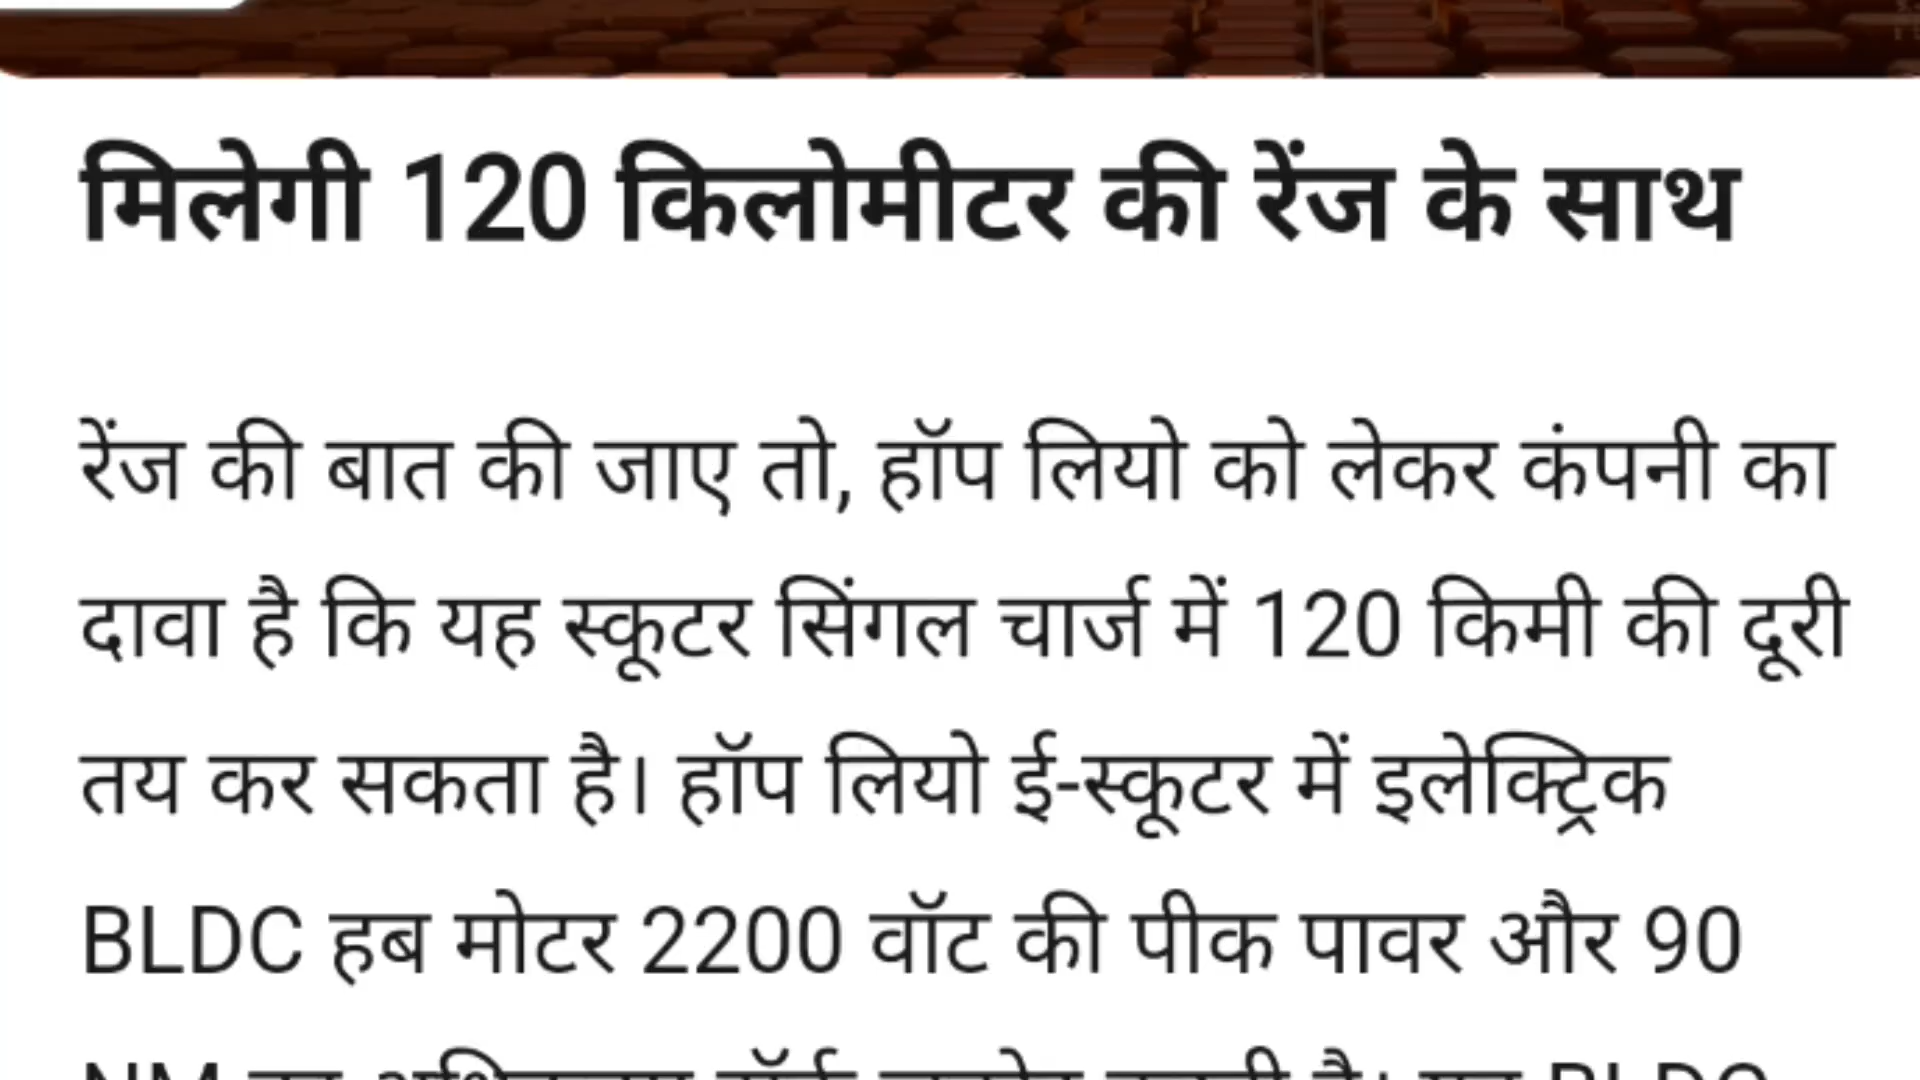 मिलेगी 120 किलोमीटर की रेंज के साथ
रेंज की बात की जाए तो, हॉप लियो को लेकर कंपनी का
दावा है कि यह स्कूटर सिंगल चार्ज में 120 किमी की दूरी
तय कर सकता है। हॉप लियो ई-स्कूटर में इलेक्ट्रिक
BLDC हब मोटर 2200 वॉट की पीक पावर और 90